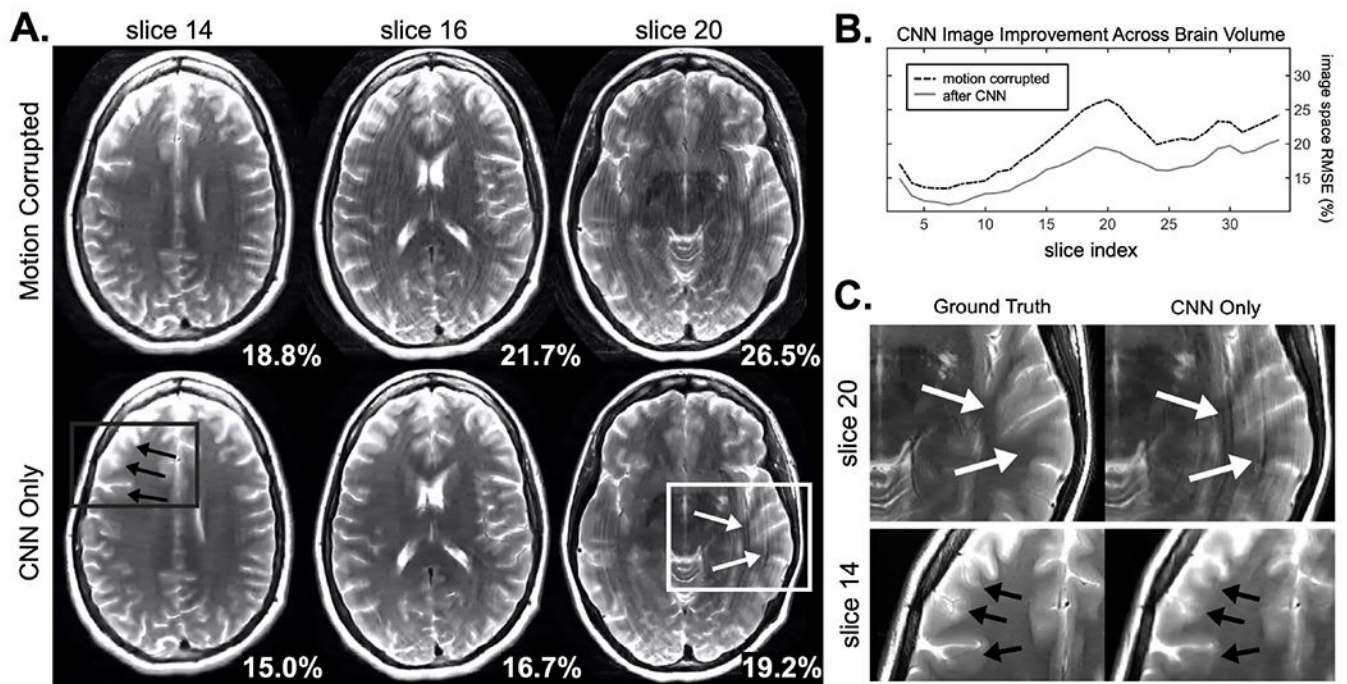 A.
slice 14
slice 16
slice 20
Motion Corrupted
18.8%
21.7%
26.5%
CNN Only
15.0%
16.7%
19.2%
B.
CNN Image Improvement Across Brain Volume
motion corrupted
after CNN
30
25
20
15
image space RMSE (%)
5
10
15
20
25
30
slice index
C.
Ground Truth
CNN Only
slice 20
slice 14